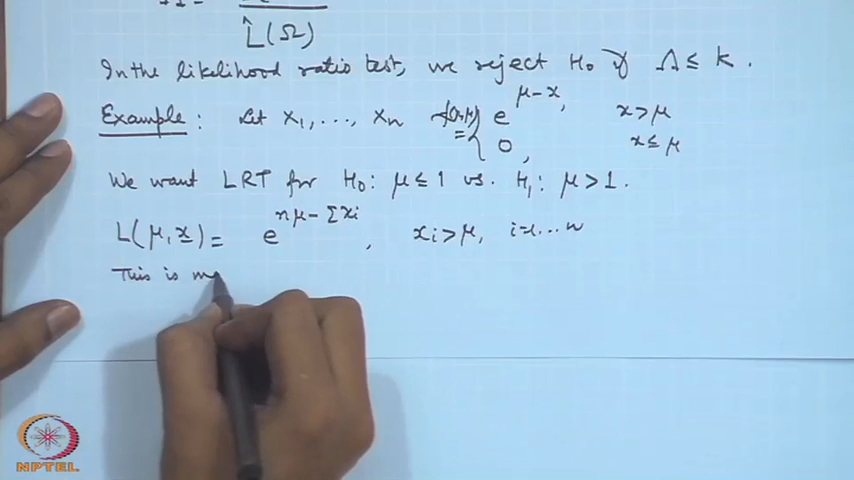 L̂(Ω)
In the likelihood ratio test, we reject H₀ if Λ ≤ k.
Example: Let X₁, ..., Xₙ ~ e^{μ-x}, x > μ
= { 0, x ≤ μ
We want LRT for H₀: μ ≤ 1 vs. H₁: μ > 1.
L(μ, x) = e^{nμ - Σxi}, xi > μ, i=1...n
This is m
NPTEL